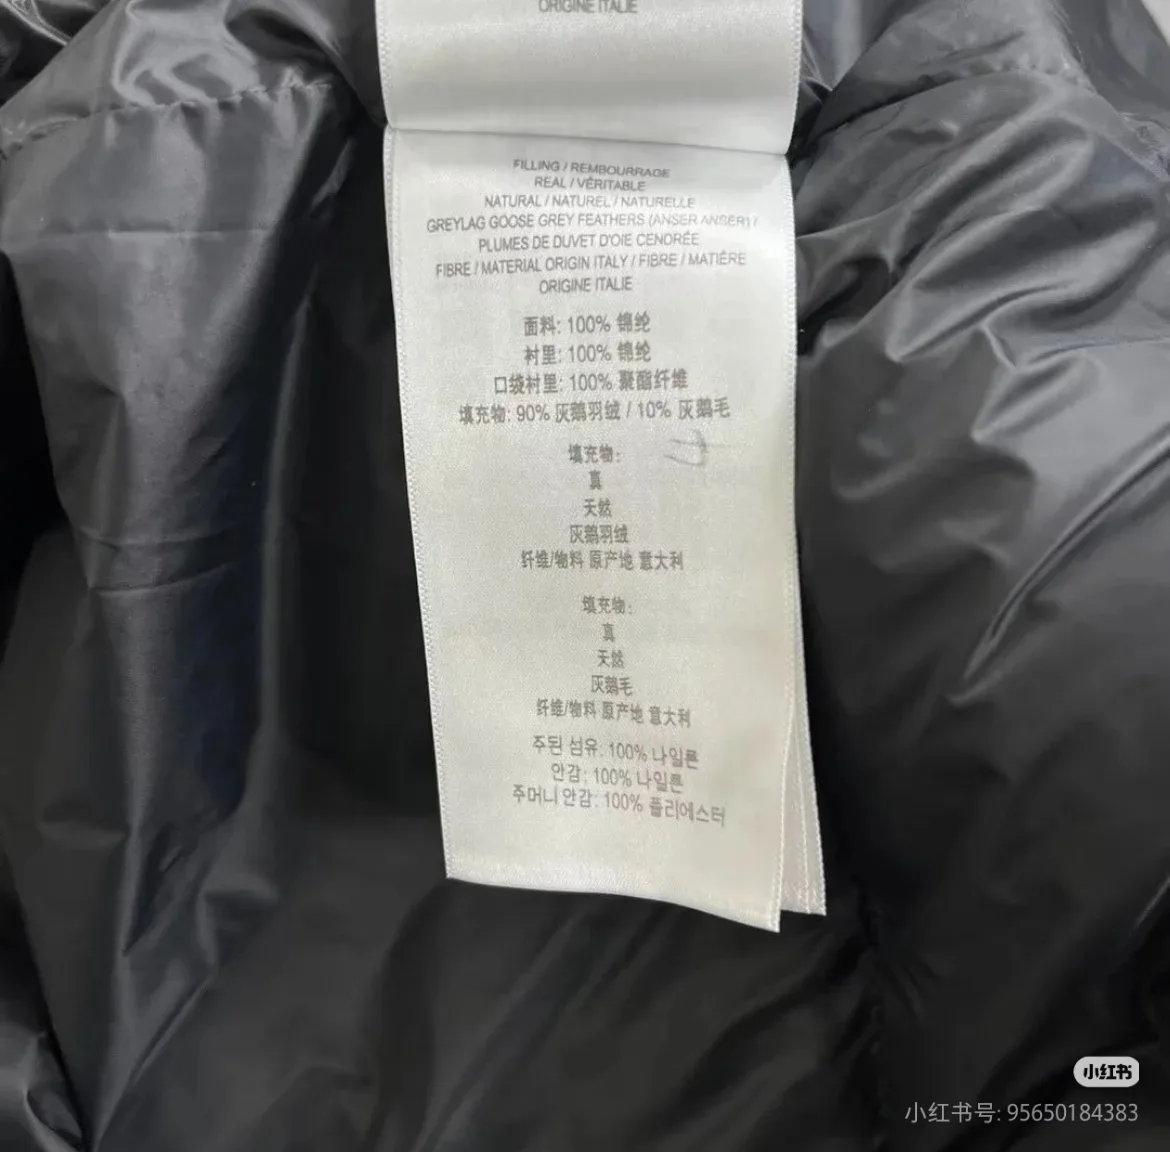 ORIGINE ITALIE
FILLING / REMBOURRAGE
REAL / VÉRITABLE
NATURAL / NATUREL / NATURELLE
GREYLAG GOOSE GREY FEATHERS (ANSER ANSER) /
PLUMES DE DUVET D'OIE CENDRÉE
FIBRE / MATERIAL ORIGIN ITALY / FIBRE / MATIÈRE
ORIGINE ITALIE
面料: 100% 锦纶
衬里: 100% 锦纶
口袋衬里: 100% 聚酯纤维
填充物: 90% 灰鹅羽绒 / 10% 灰鹅毛
填充物:
真
天然
灰鹅羽绒
纤维/物料 原产地 意大利
填充物:
真
天然
灰鹅毛
纤维/物料 原产地 意大利
주된 섬유: 100% 나일론
안감: 100% 나일론
주머니 안감: 100% 폴리에스터
小红书
小红书号: 95650184383